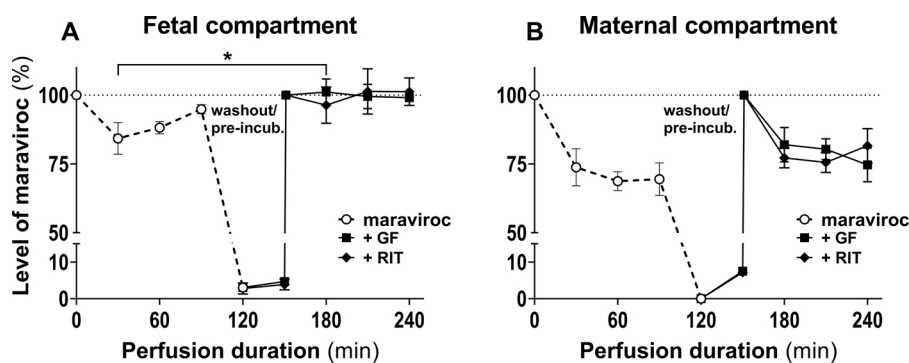 A Fetal compartment
*
Level of maraviroc (%)
100
75
50
10
0
washout/
pre-incub.
maraviroc
+ GF
+ RIT
0 60 120 180 240
Perfusion duration (min)
B Maternal compartment
100
75
50
10
0
washout/
pre-incub.
maraviroc
+ GF
+ RIT
0 60 120 180 240
Perfusion duration (min)